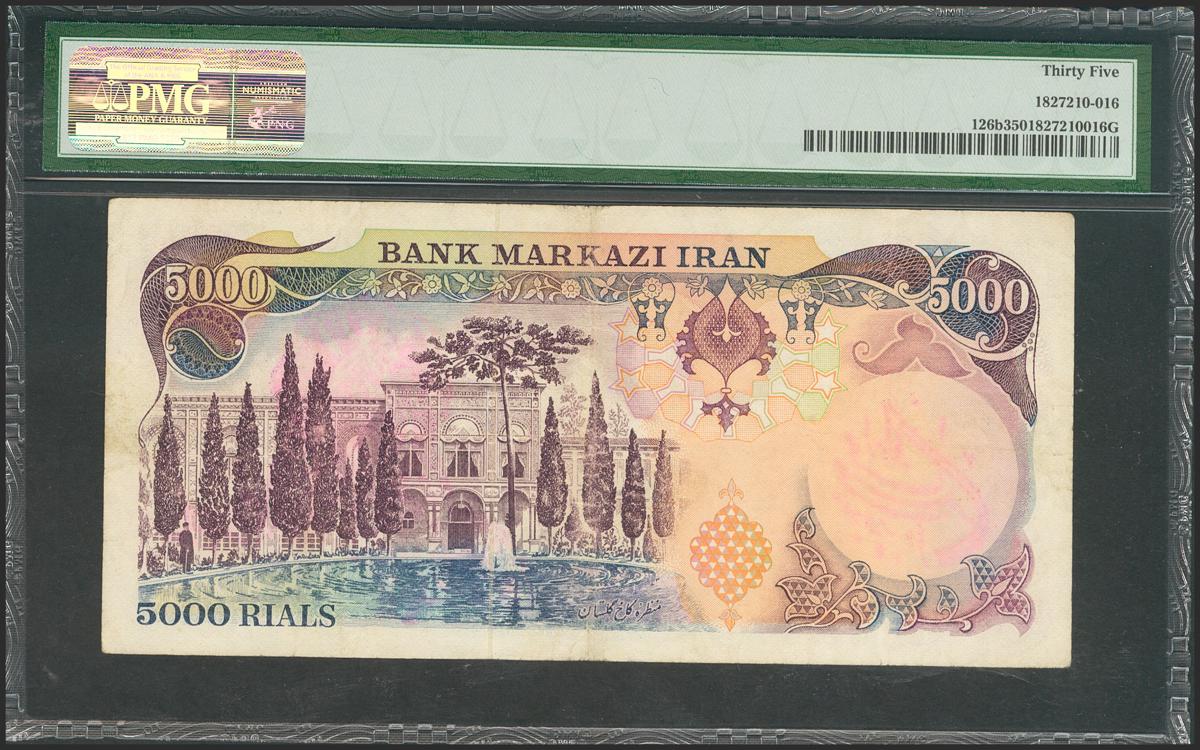 PMG
PAPER MONEY GUARANTY
NUMISMATIC
PNG
Thirty Five
1827210-016
126b3501827210016G
BANK MARKAZI IRAN
5000
5000
5000 RIALS
منظرهٔ کاخ گلستان